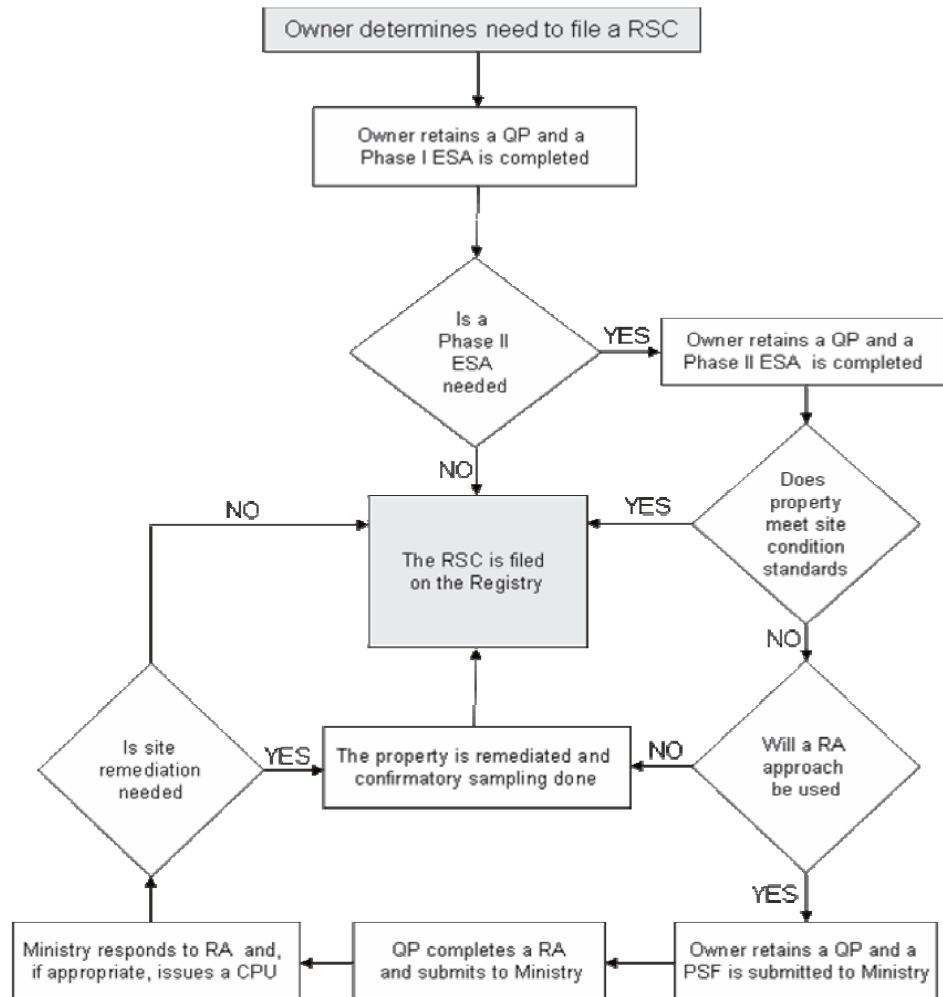 Owner determines need to file a RSC
Owner retains a QP and a
Phase I ESA is completed
Is a
Phase II
ESA
needed
YES
Owner retains a QP and a
Phase II ESA is completed
NO
Does
property
meet site
condition
standards
YES
NO
The RSC is filed
on the Registry
NO
Is site
remediation
needed
YES
The property is remediated and
confirmatory sampling done
NO
Will a RA
approach
be used
YES
Ministry responds to RA and,
if appropriate, issues a CPU
QP completes a RA
and submits to Ministry
Owner retains a QP and a
PSF is submitted to Ministry